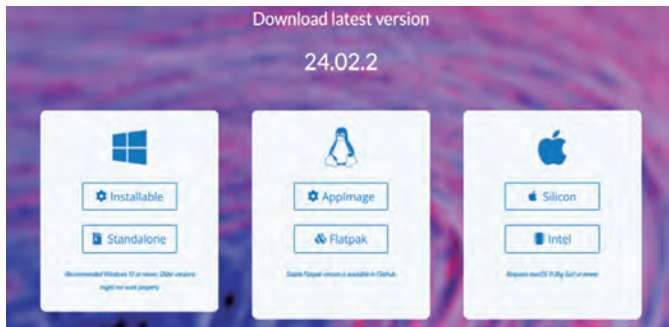 Download latest version
24.02.2
Installable
Standalone
Recommended Windows 10 or newer. Older versions
might not work properly.
AppImage
Flatpak
Stable Flatpak version is available in Flathub.
Silicon
Intel
Requires macOS 11 (Big Sur) or newer.